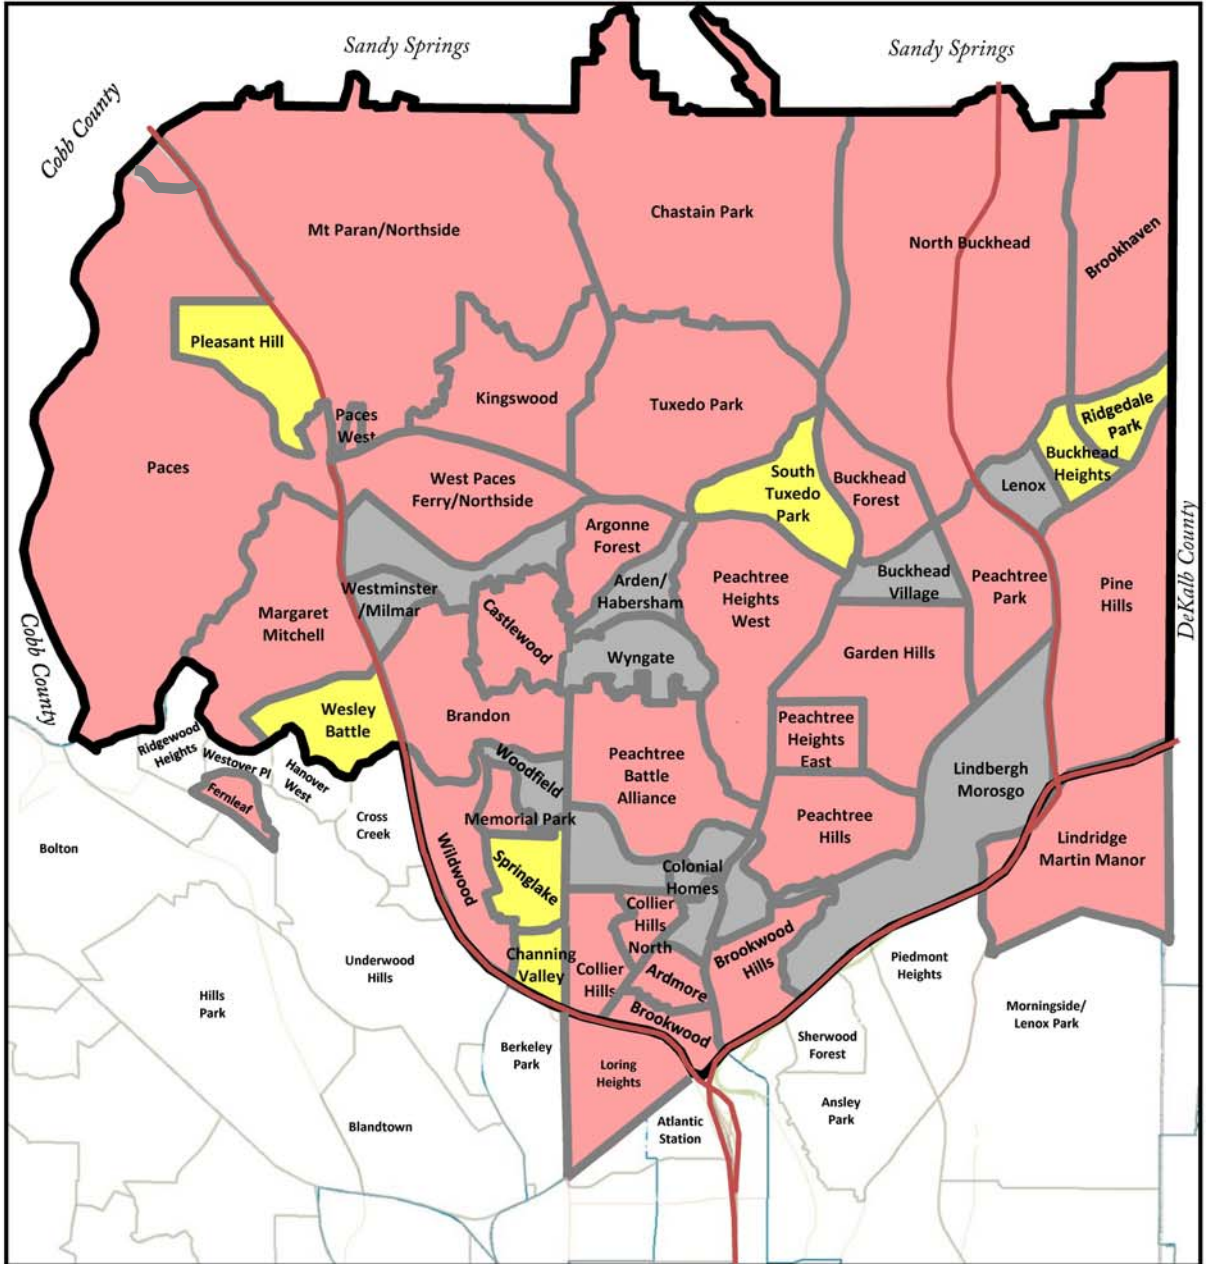 Sandy Springs
Sandy Springs
Cobb County
Chastain Park
Mt Paran/Northside
North Buckhead
Brookhaven
Pleasant Hill
Kingswood
Tuxedo Park
Paces
West
Ridgedale
Park
Buckhead
Heights
Paces
West Paces
Ferry/Northside
South
Tuxedo
Park
Buckhead
Forest
Lenox
Argonne
Forest
DeKalb County
Westminster
/Milmar
Arden/
Habersham
Peachtree
Heights
West
Buckhead
Village
Peachtree
Park
Pine
Hills
Margaret
Mitchell
Castlewood
Wyngate
Garden Hills
Cobb County
Wesley
Battle
Brandon
Peachtree
Heights
East
Ridgewood
Heights
Westover Pl
Hanover
West
Woodfield
Peachtree
Battle
Alliance
Lindbergh
Morosgo
Fernleaf
Cross
Creek
Memorial Park
Peachtree
Hills
Lindridge
Martin Manor
Bolton
Wildwood
Springlake
Colonial
Homes
Collier
Hills
North
Brookwood
Hills
Channing
Valley
Collier
Hills
Ardmore
Underwood
Hills
Piedmont
Heights
Hills
Park
Brookwood
Morningside/
Lenox Park
Berkeley
Park
Loring
Heights
Sherwood
Forest
Blandtown
Atlantic
Station
Ansley
Park